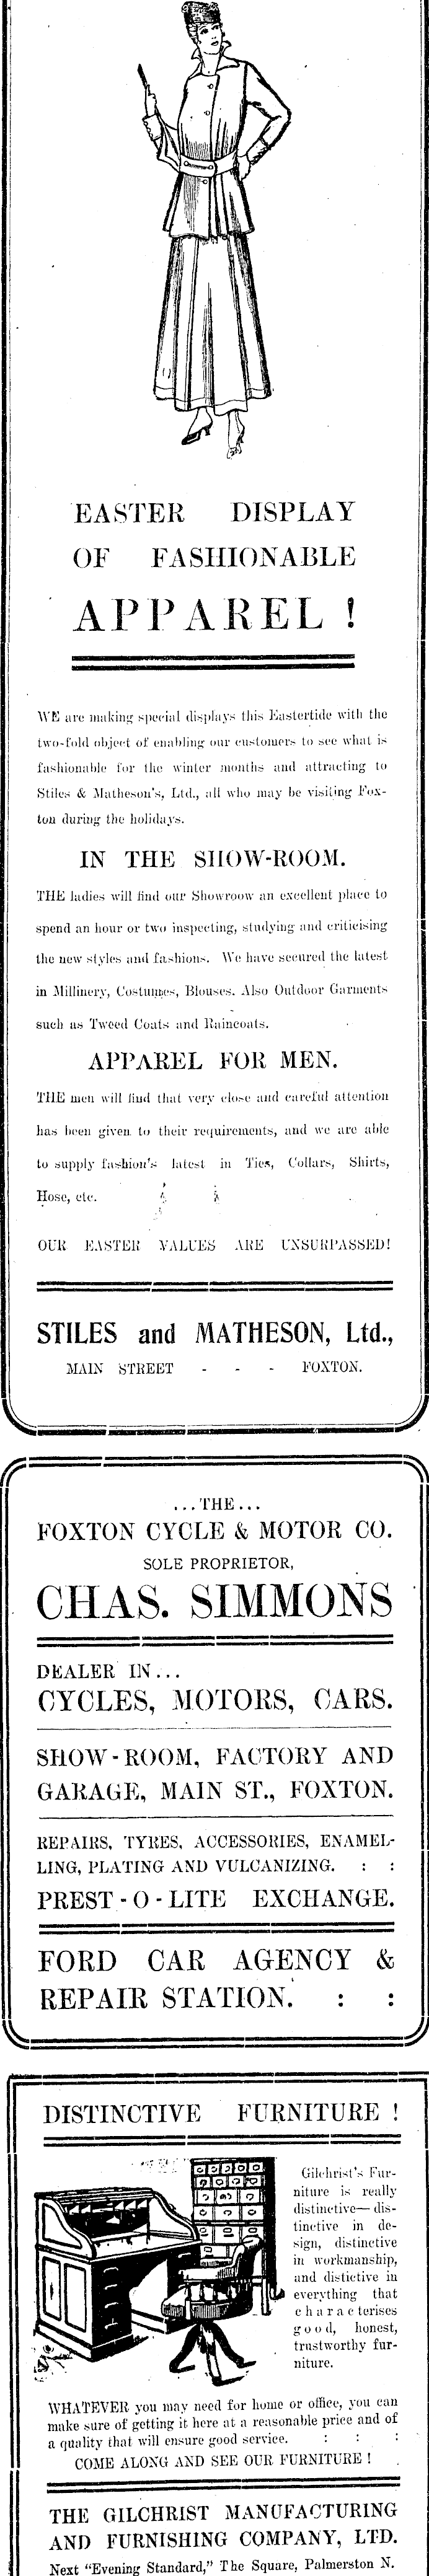 EASTER DISPLAY
OF FASHIONABLE
APPAREL !
WE are making special displays this Eastertide with the
two-fold object of enabling our customers to see what is
fashionable for the winter months and attracting to
Stiles & Matheson's, Ltd., all who may be visiting Fox-
ton during the holidays.
IN THE SHOW-ROOM.
THE ladies will find our Showroow an excellent place to
spend an hour or two inspecting, studying and criticising
the new styles and fashions. We have secured the latest
in Millinery, Costumes, Blouses. Also Outdoor Garments
such as Tweed Coats and Raincoats.
APPAREL FOR MEN.
THE men will find that very close and careful attention
has been given to their requirements, and we are able
to supply fashion's latest in Ties, Collars, Shirts,
Hose, etc.
OUR EASTER VALUES ARE UNSURPASSED!
STILES and MATHESON, Ltd.,
MAIN STREET - - - FOXTON.
...THE...
FOXTON CYCLE & MOTOR CO.
SOLE PROPRIETOR,
CHAS. SIMMONS
DEALER IN...
CYCLES, MOTORS, CARS.
SHOW-ROOM, FACTORY AND
GARAGE, MAIN ST., FOXTON.
REPAIRS, TYRES, ACCESSORIES, ENAMEL-
LING, PLATING AND VULCANIZING. : :
PREST-O-LITE EXCHANGE.
FORD CAR AGENCY &
REPAIR STATION. : :
DISTINCTIVE FURNITURE !
Gilchrist's Fur-
niture is really
distinctive—dis-
tinctive in de-
sign, distinctive
in workmanship,
and distictive in
everything that
charac terises
good, honest,
trustworthy fur-
niture.
WHATEVER you may need for home or office, you can
make sure of getting it here at a reasonable price and of
a quality that will ensure good service. : : :
COME ALONG AND SEE OUR FURNITURE !
THE GILCHRIST MANUFACTURING
AND FURNISHING COMPANY, LTD.
Next "Evening Standard," The Square, Palmerston N.